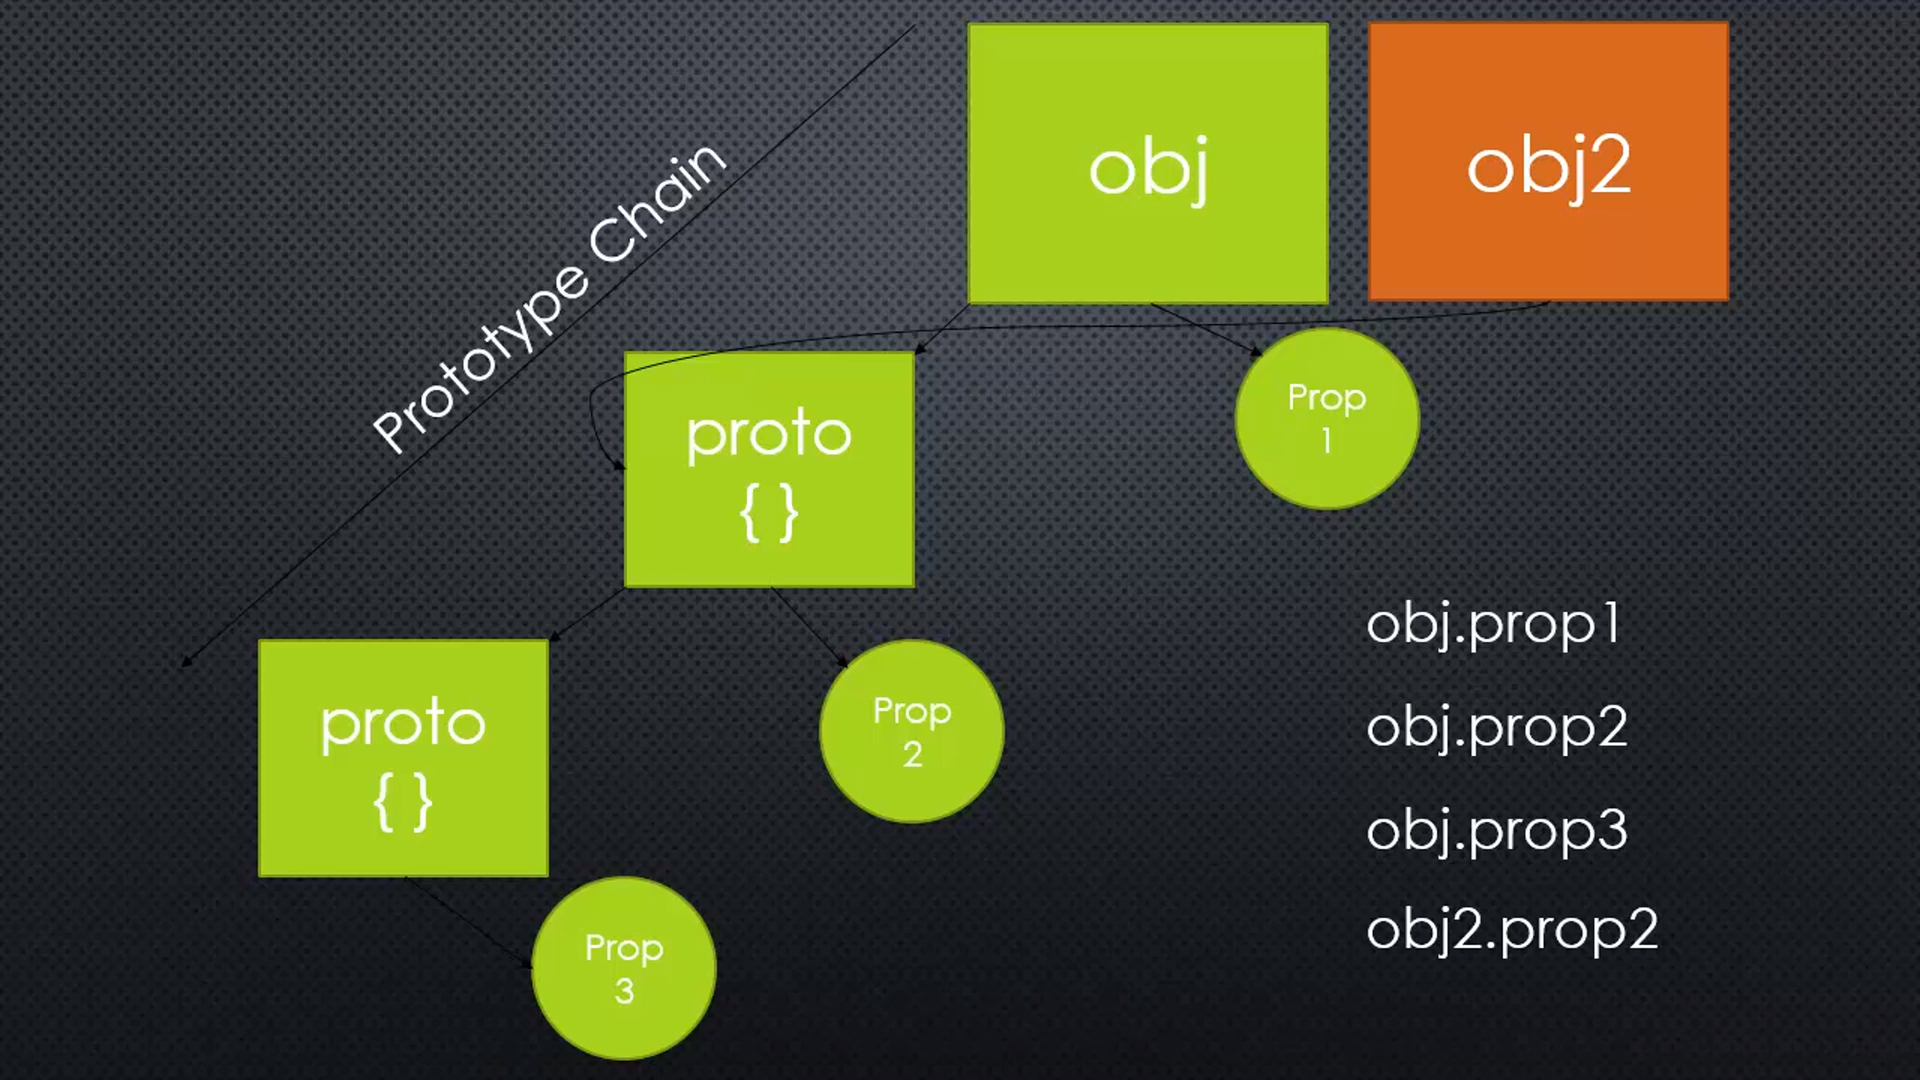 obj
obj2
Prototype Chain
proto
{ }
Prop
1
proto
{ }
Prop
2
Prop
3
obj.prop1
obj.prop2
obj.prop3
obj2.prop2